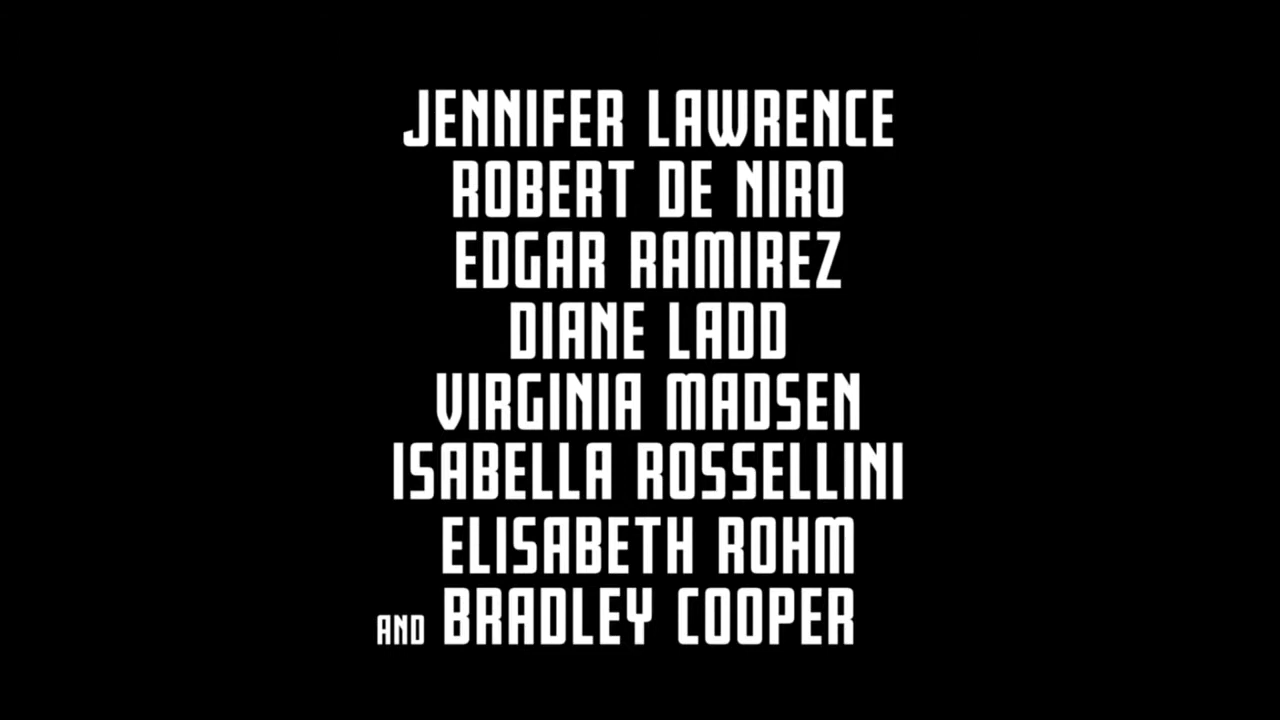 JENNIFER LAWRENCE
ROBERT DE NIRO
EDGAR RAMIREZ
DIANE LADD
VIRGINIA MADSEN
ISABELLA ROSSELLINI
ELISABETH ROHM
AND BRADLEY COOPER